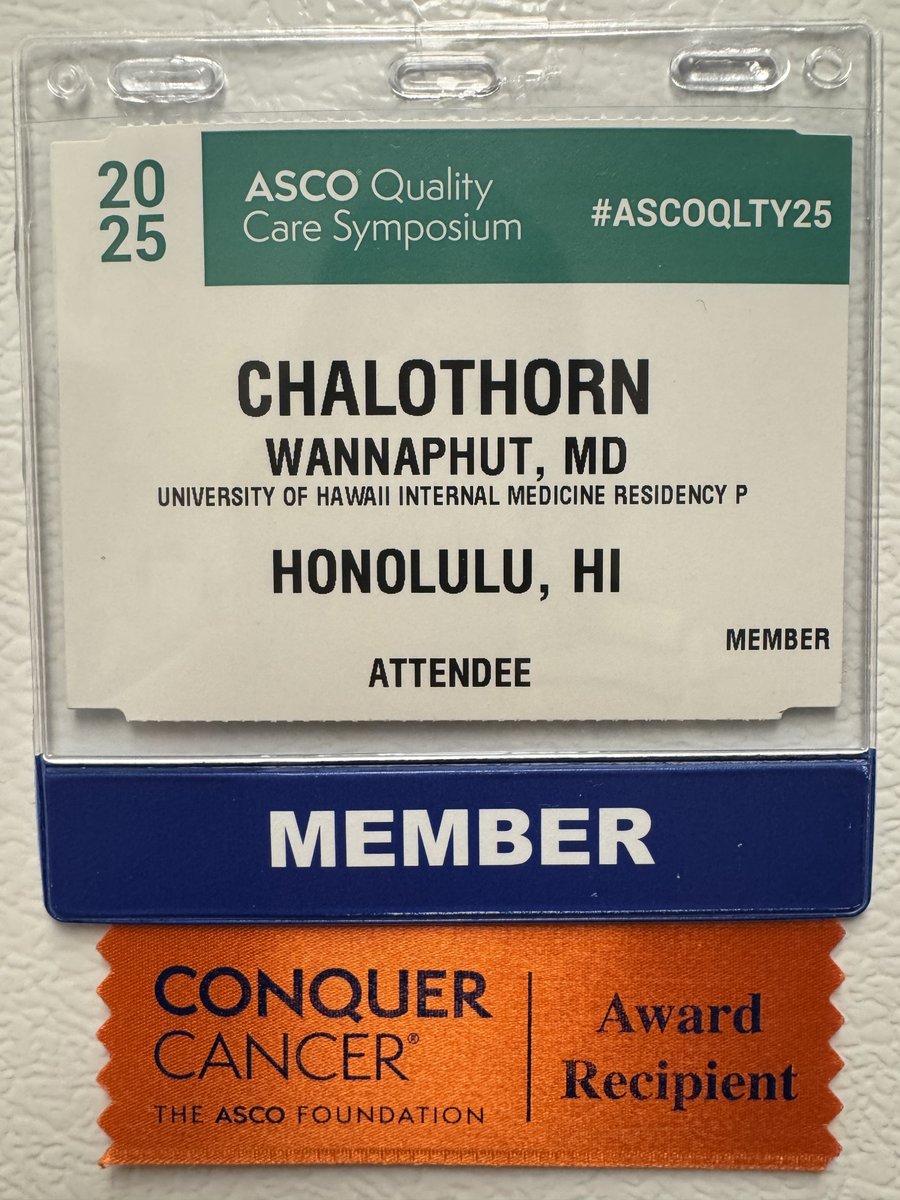 20
25
ASCO® Quality
Care Symposium
#ASCOQLTY25
CHALOTHORN
WANNAPHUT, MD
UNIVERSITY OF HAWAII INTERNAL MEDICINE RESIDENCY P
HONOLULU, HI
MEMBER
ATTENDEE
MEMBER
CONQUER
CANCER®
THE ASCO FOUNDATION
Award
Recipient